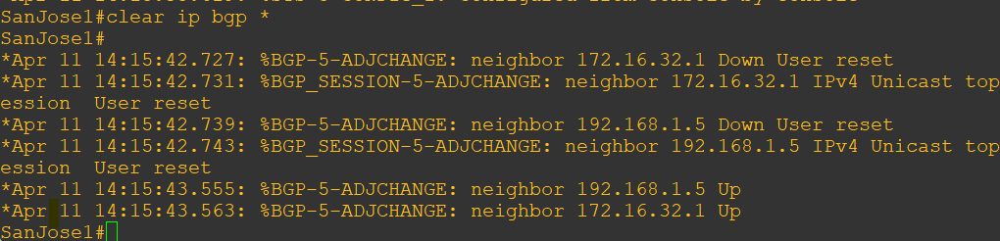 SanJose1#clear ip bgp *
SanJose1#
*Apr 11 14:15:42.727: %BGP-5-ADJCHANGE: neighbor 172.16.32.1 Down User reset
*Apr 11 14:15:42.731: %BGP_SESSION-5-ADJCHANGE: neighbor 172.16.32.1 IPv4 Unicast top
ession  User reset
*Apr 11 14:15:42.739: %BGP-5-ADJCHANGE: neighbor 192.168.1.5 Down User reset
*Apr 11 14:15:42.743: %BGP_SESSION-5-ADJCHANGE: neighbor 192.168.1.5 IPv4 Unicast top
ession  User reset
*Apr 11 14:15:43.555: %BGP-5-ADJCHANGE: neighbor 192.168.1.5 Up
*Apr 11 14:15:43.563: %BGP-5-ADJCHANGE: neighbor 172.16.32.1 Up
SanJose1#